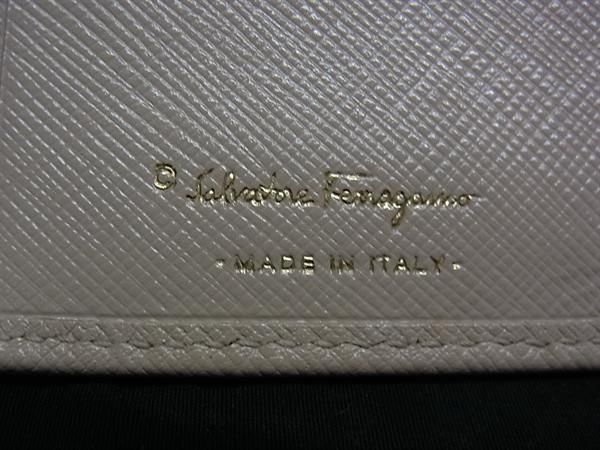 © Salvatore Ferragamo
- MADE IN ITALY -